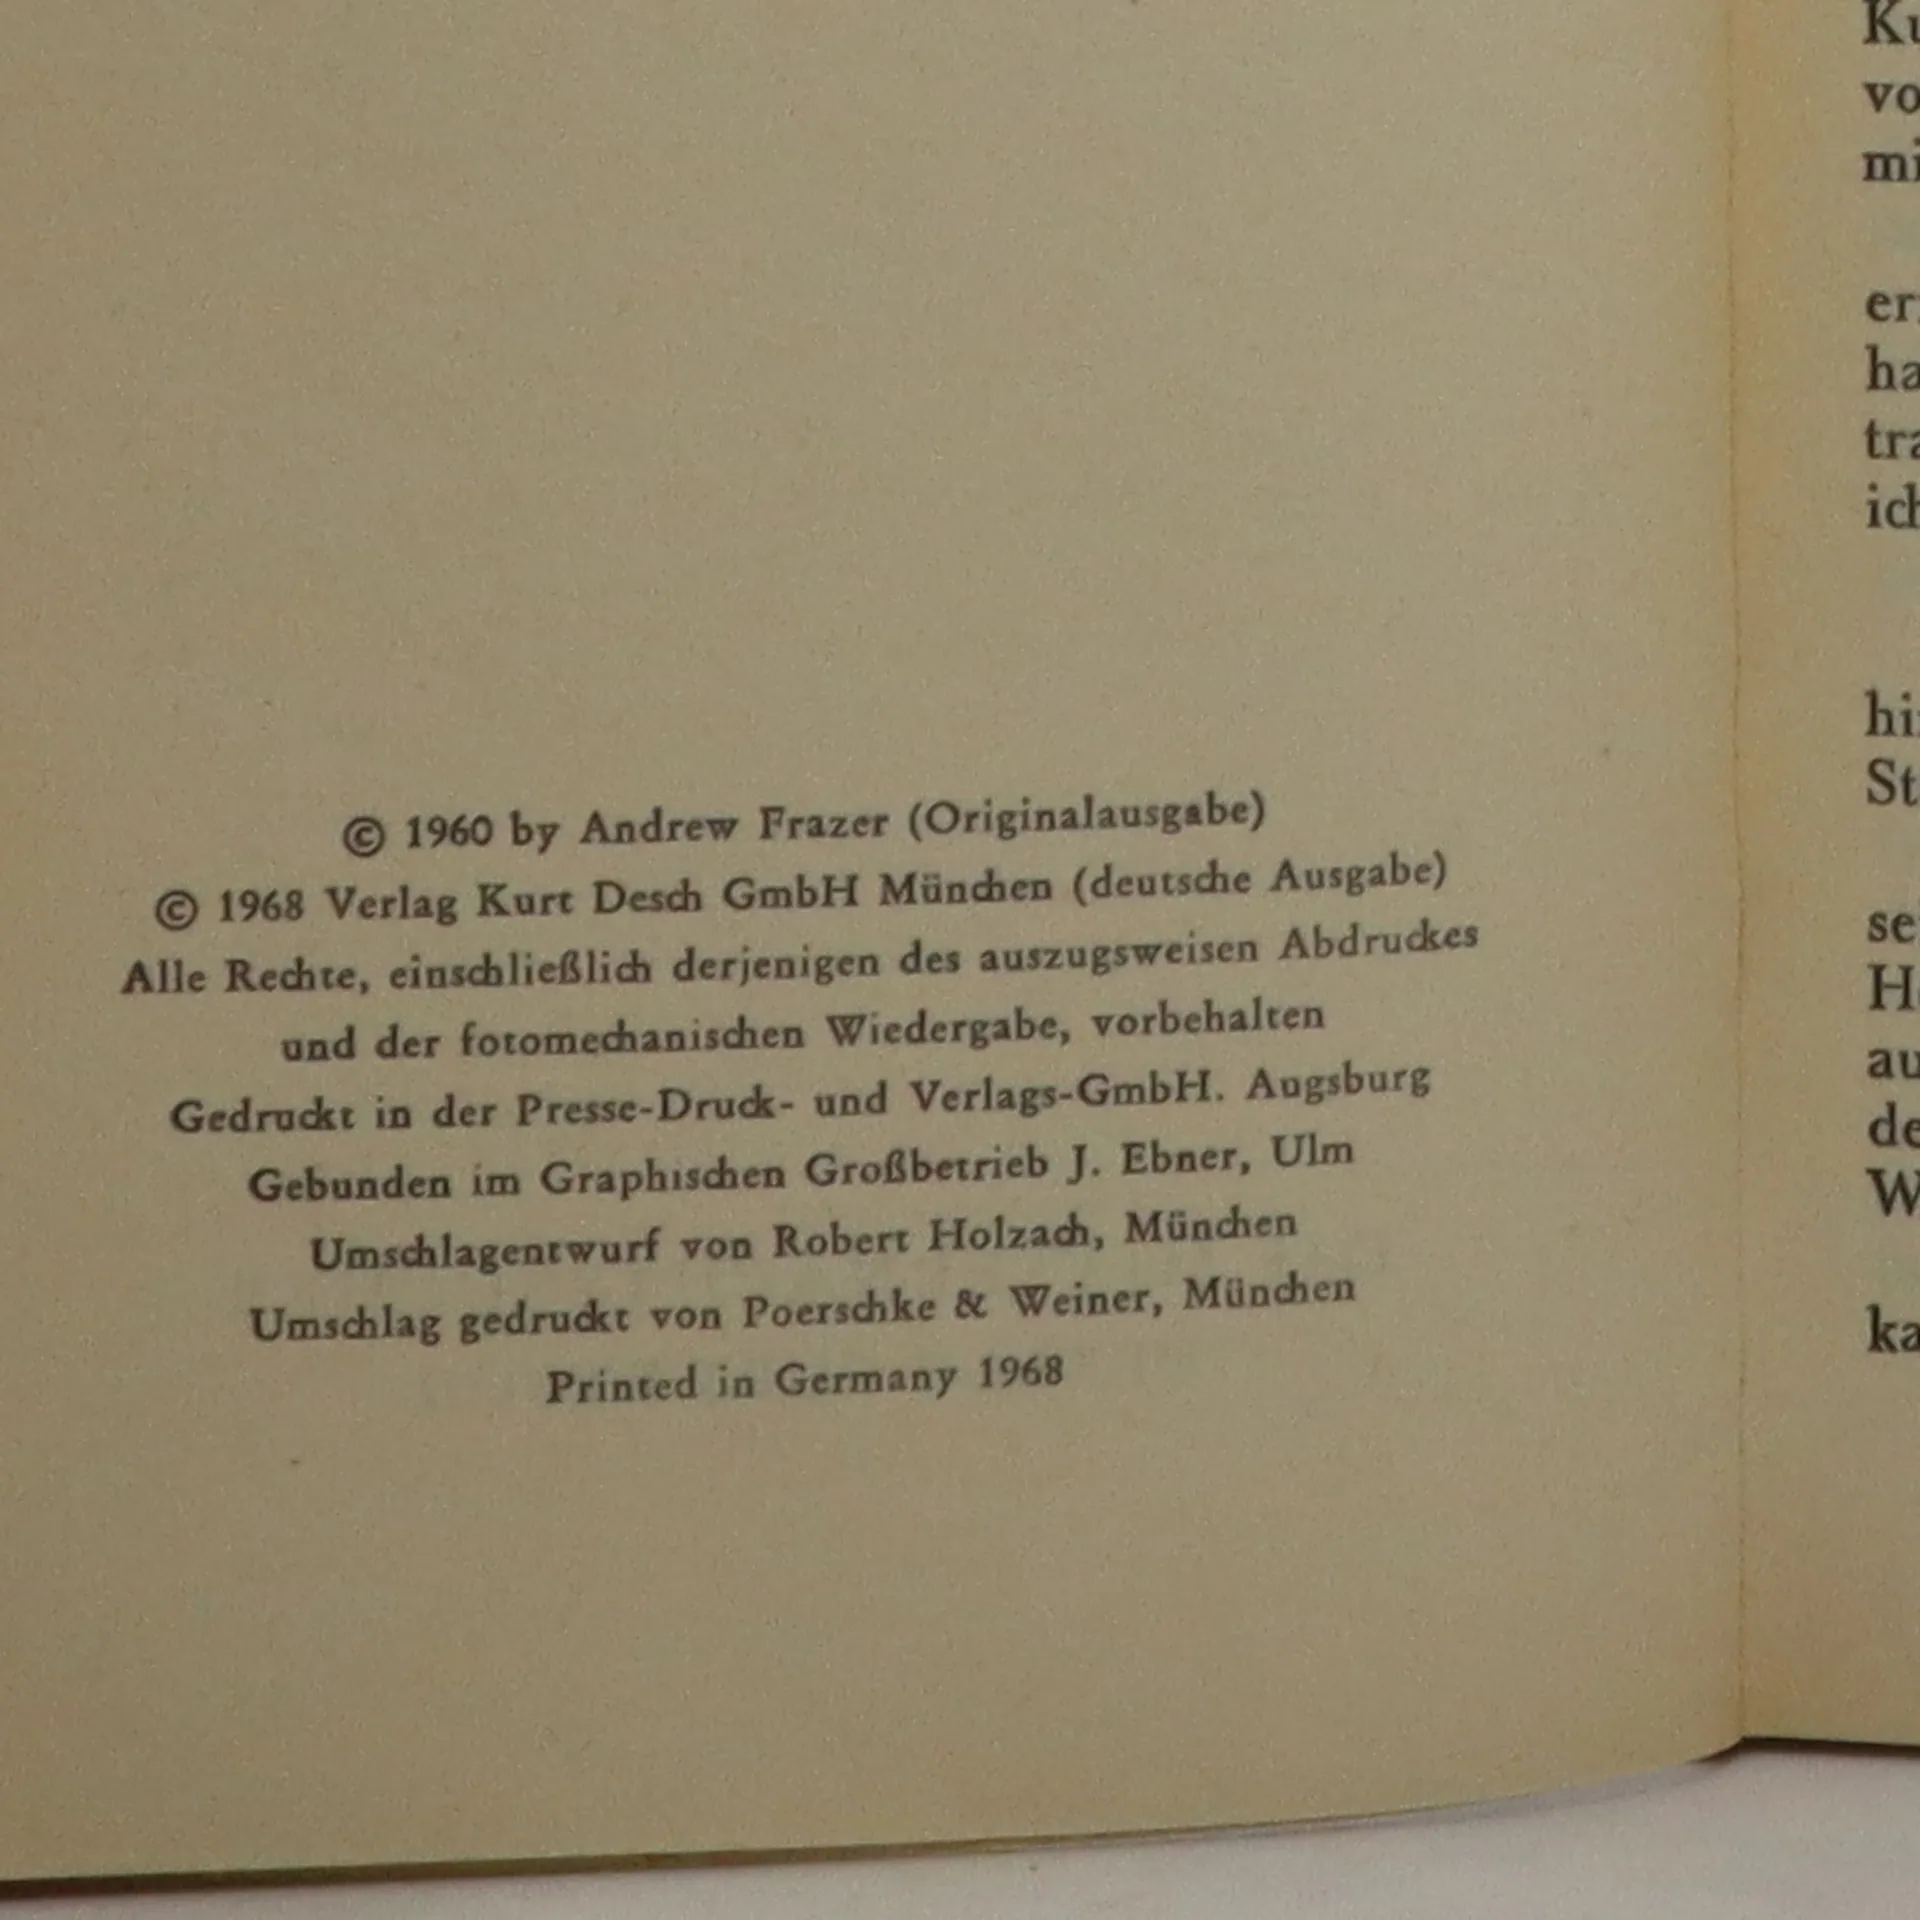 © 1960 by Andrew Frazer (Originalausgabe)
© 1968 Verlag Kurt Desch GmbH München (deutsche Ausgabe)
Alle Rechte, einschließlich derjenigen des auszugsweisen Abdruckes
und der fotomechanischen Wiedergabe, vorbehalten
Gedruckt in der Presse-Druck- und Verlags-GmbH. Augsburg
Gebunden im Graphischen Großbetrieb J. Ebner, Ulm
Umschlagentwurf von Robert Holzach, München
Umschlag gedruckt von Poerschke & Weiner, München
Printed in Germany 1968